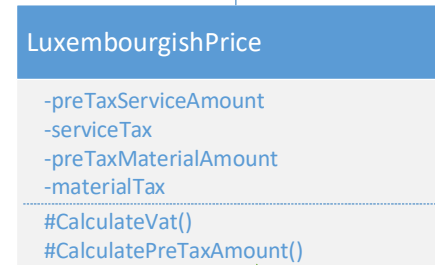 LuxembourgishPrice
-preTaxServiceAmount
-serviceTax
-preTaxMaterialAmount
-materialTax
#CalculateVat()
#CalculatePreTaxAmount()